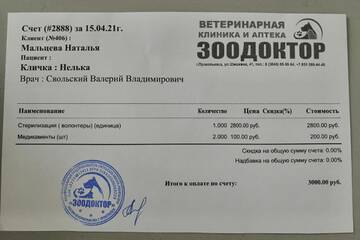 Счет (#2888) за 15.04.21г.
Клиент (№406) :
Мальцева Наталья
Пациент :
Кличка : Нелька
Врач : Свольский Валерий Владимирович
ВЕТЕРИНАРНАЯ
КЛИНИКА И АПТЕКА
ЗООДОКТОР
Наименование Количество Цена Скидка(%) Стоимость
Стерилизация ( волонтеры) (единица) 1.000 2800.00 руб. 2800.00 руб.
Медикаменты (шт) 2.000 100.00 руб. 200.00 руб.
Скидка на общую сумму счета: 0,00%
Надбавка на общую сумму счета: 0,00%
Итого к оплате по счету: 3000.00 руб.
ЗООДОКТОР